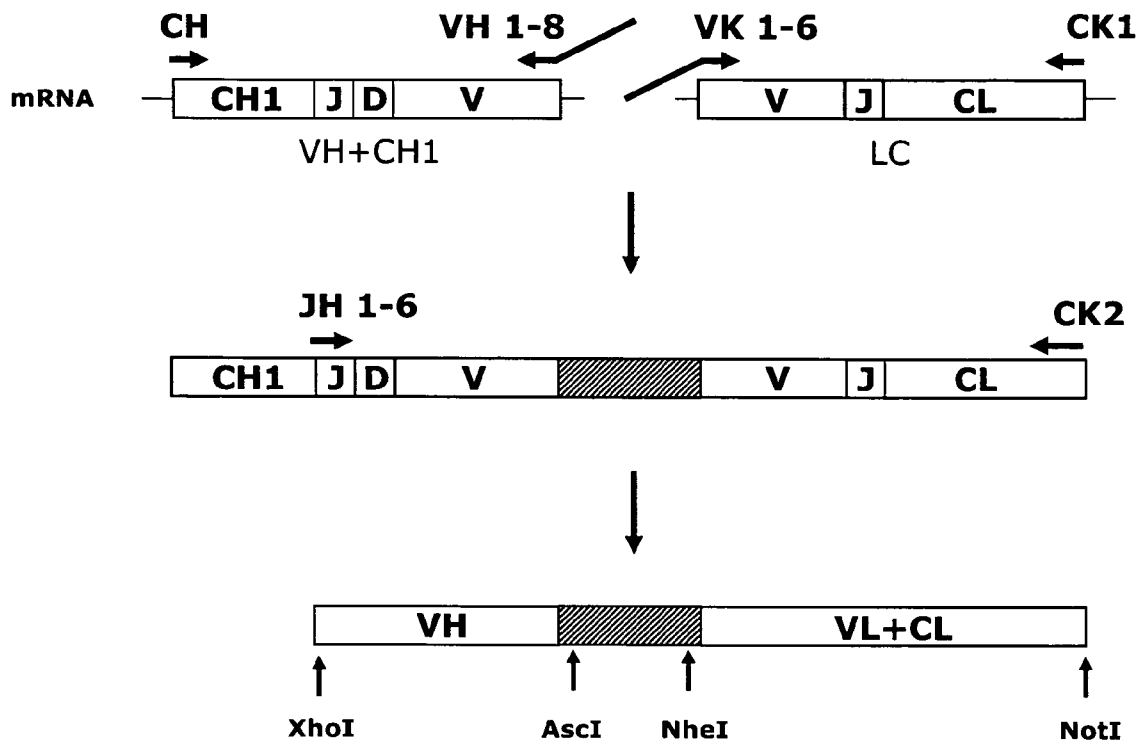 CH VH 1-8 VK 1-6 CK1
mRNA CH1 J D V V J CL
VH+CH1 LC
JH 1-6 CK2
CH1 J D V V J CL
VH VL+CL
XhoI AscI NheI NotI